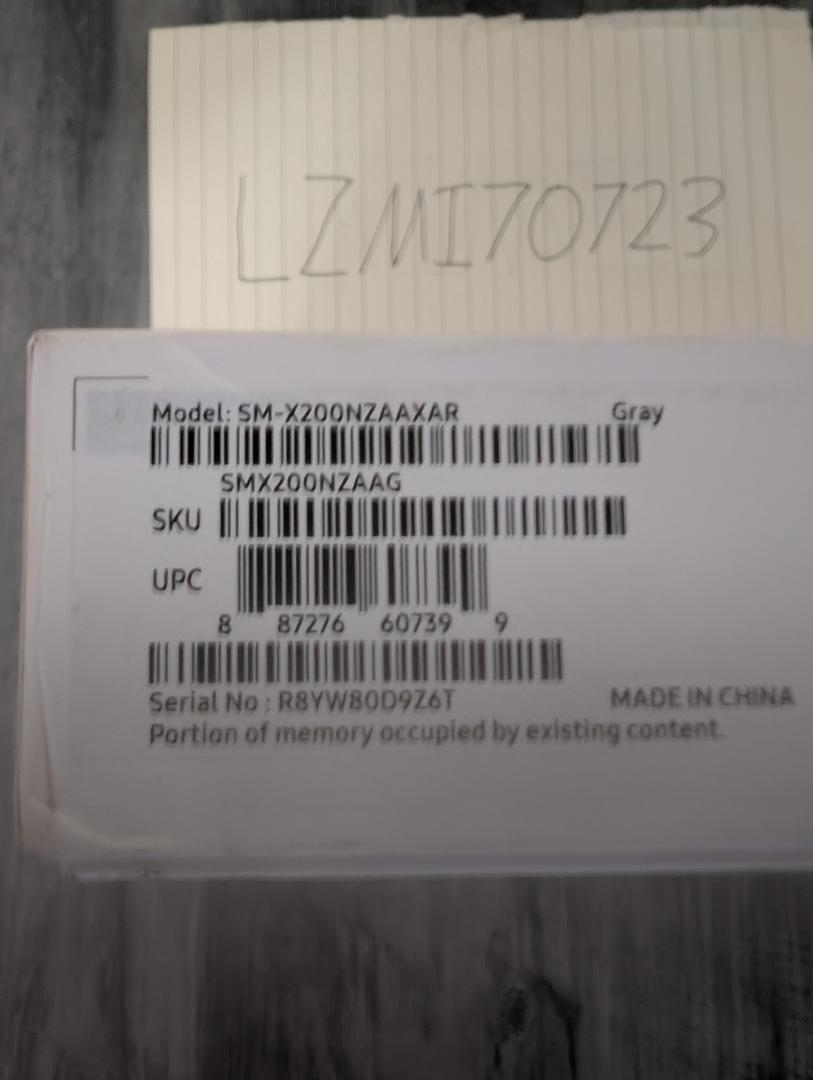 LZMI70723
Model: SM-X200NZAAXAR Gray
SMX200NZAAG
SKU
UPC
8 87276 60739 9
Serial No : R8YW80D9Z6T MADE IN CHINA
Portion of memory occupied by existing content.